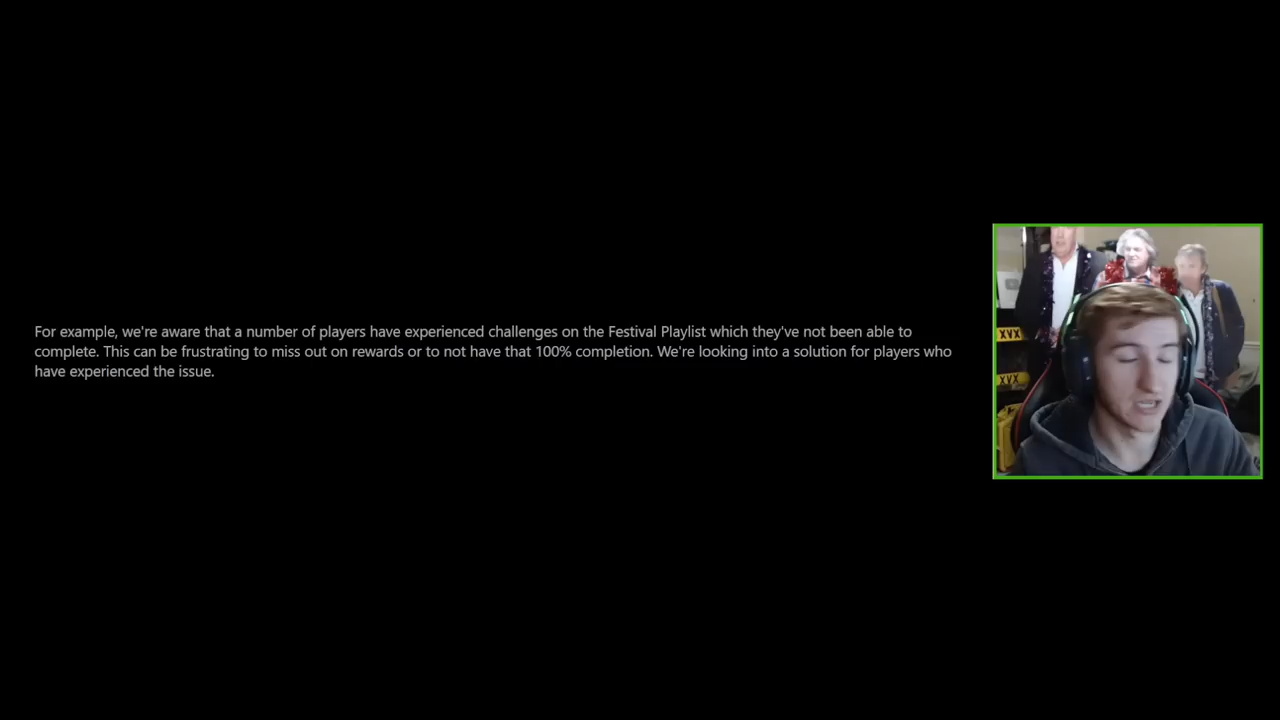 For example, we're aware that a number of players have experienced challenges on the Festival Playlist which they've not been able to
complete. This can be frustrating to miss out on rewards or to not have that 100% completion. We're looking into a solution for players who
have experienced the issue.
XVX
XVX